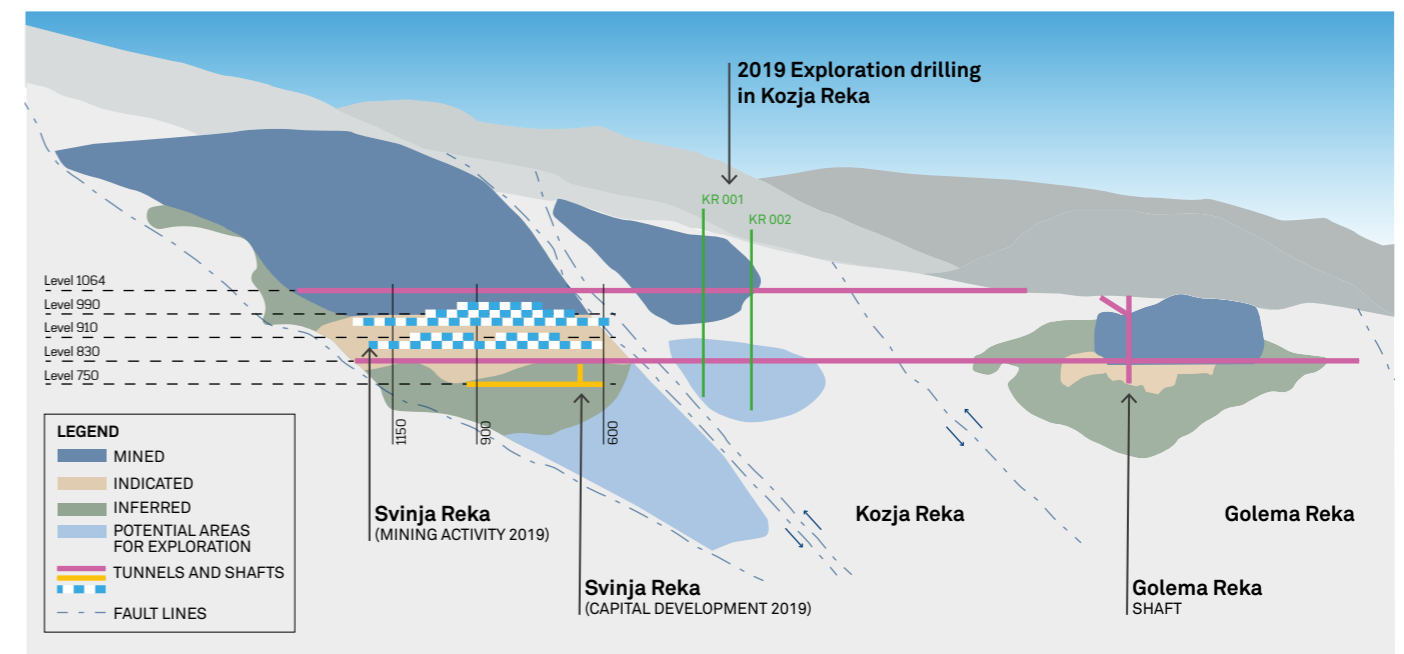 2019 Exploration drilling
in Kozja Reka
KR 001
KR 002
Level 1064
Level 990
Level 910
Level 830
Level 750
1150
900
600
LEGEND
MINED
INDICATED
INFERRED
POTENTIAL AREAS
FOR EXPLORATION
TUNNELS AND SHAFTS
FAULT LINES
Svinja Reka
(MINING ACTIVITY 2019)
Svinja Reka
(CAPITAL DEVELOPMENT 2019)
Kozja Reka
Golema Reka
Golema Reka
SHAFT